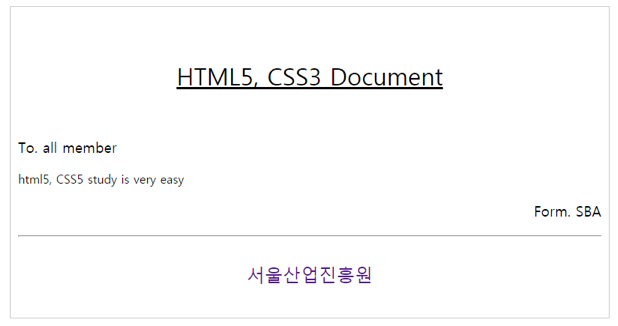 HTML5, CSS3 Document
To. all member
html5, CSS5 study is very easy
Form. SBA
서울산업진흥원